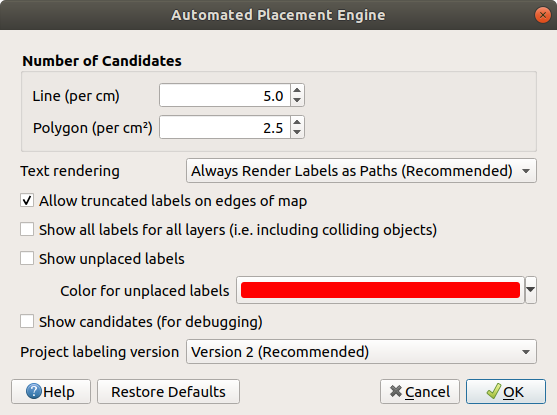 Automated Placement Engine
Number of Candidates
Line (per cm) 5.0
Polygon (per cm²) 2.5
Text rendering Always Render Labels as Paths (Recommended)
Allow truncated labels on edges of map
Show all labels for all layers (i.e. including colliding objects)
Show unplaced labels
Color for unplaced labels
Show candidates (for debugging)
Project labeling version Version 2 (Recommended)
Help Restore Defaults Cancel OK